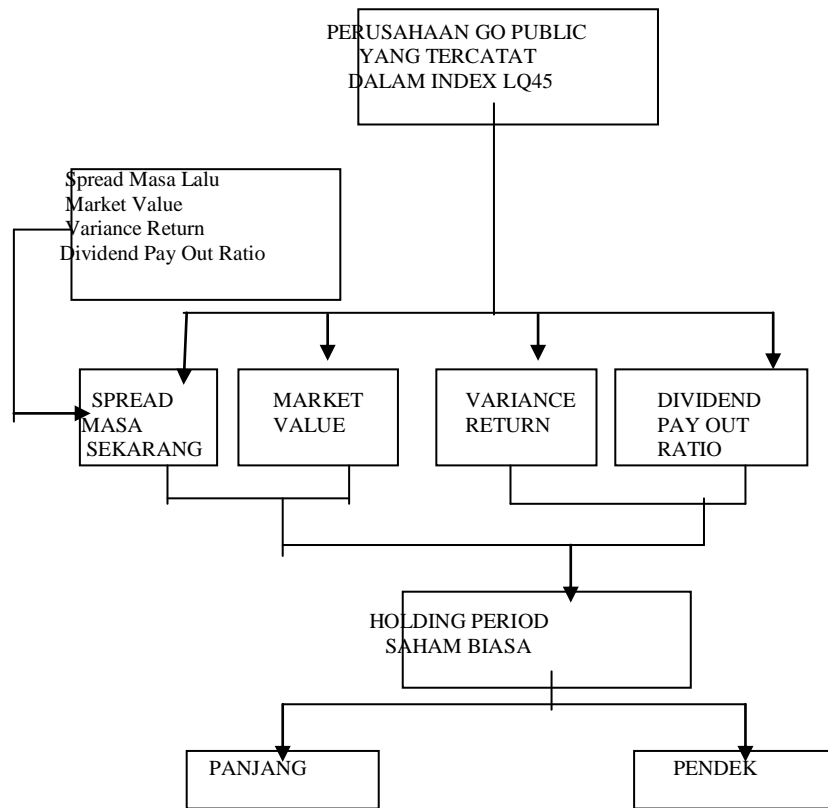 PERUSAHAAN GO PUBLIC
YANG TERCATAT
DALAM INDEX LQ45
Spread Masa Lalu
Market Value
Variance Return
Dividend Pay Out Ratio
SPREAD
MASA
SEKARANG
MARKET
VALUE
VARIANCE
RETURN
DIVIDEND
PAY OUT
RATIO
HOLDING PERIOD
SAHAM BIASA
PANJANG
PENDEK